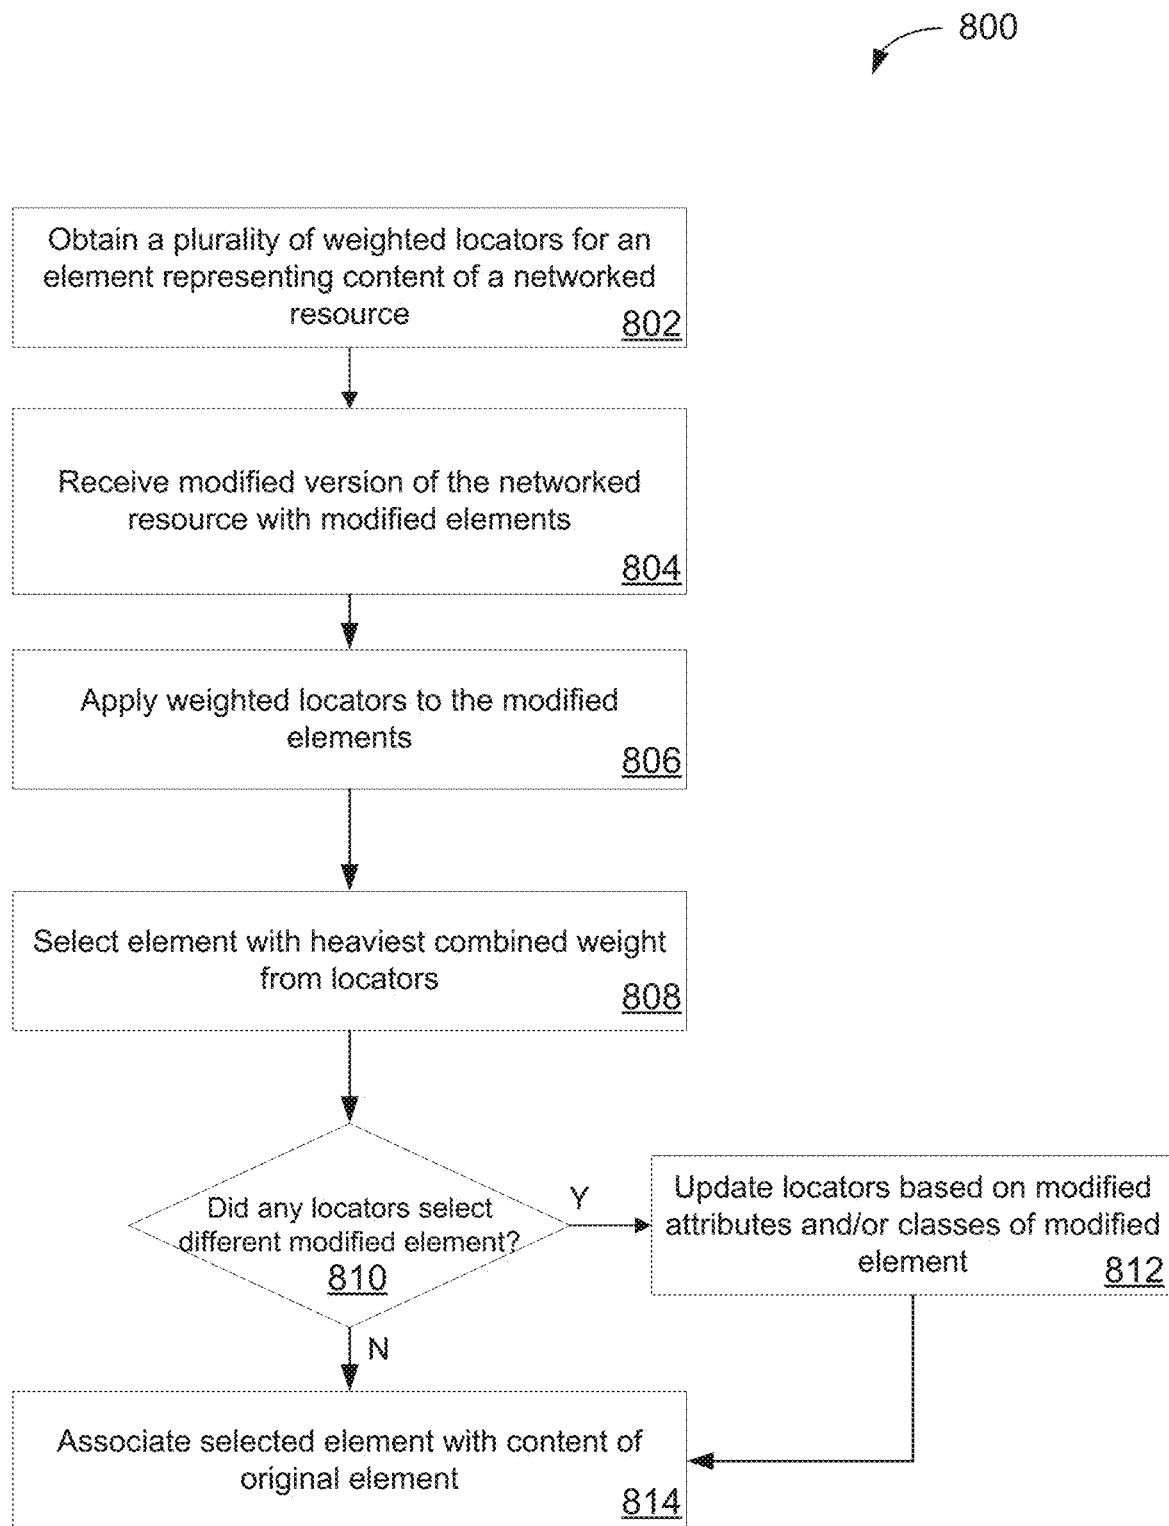 800
Obtain a plurality of weighted locators for an
element representing content of a networked
resource
802
Receive modified version of the networked
resource with modified elements
804
Apply weighted locators to the modified
elements
806
Select element with heaviest combined weight
from locators
808
Did any locators select
different modified element?
810
Y
Update locators based on modified
attributes and/or classes of modified
element
812
N
Associate selected element with content of
original element
814